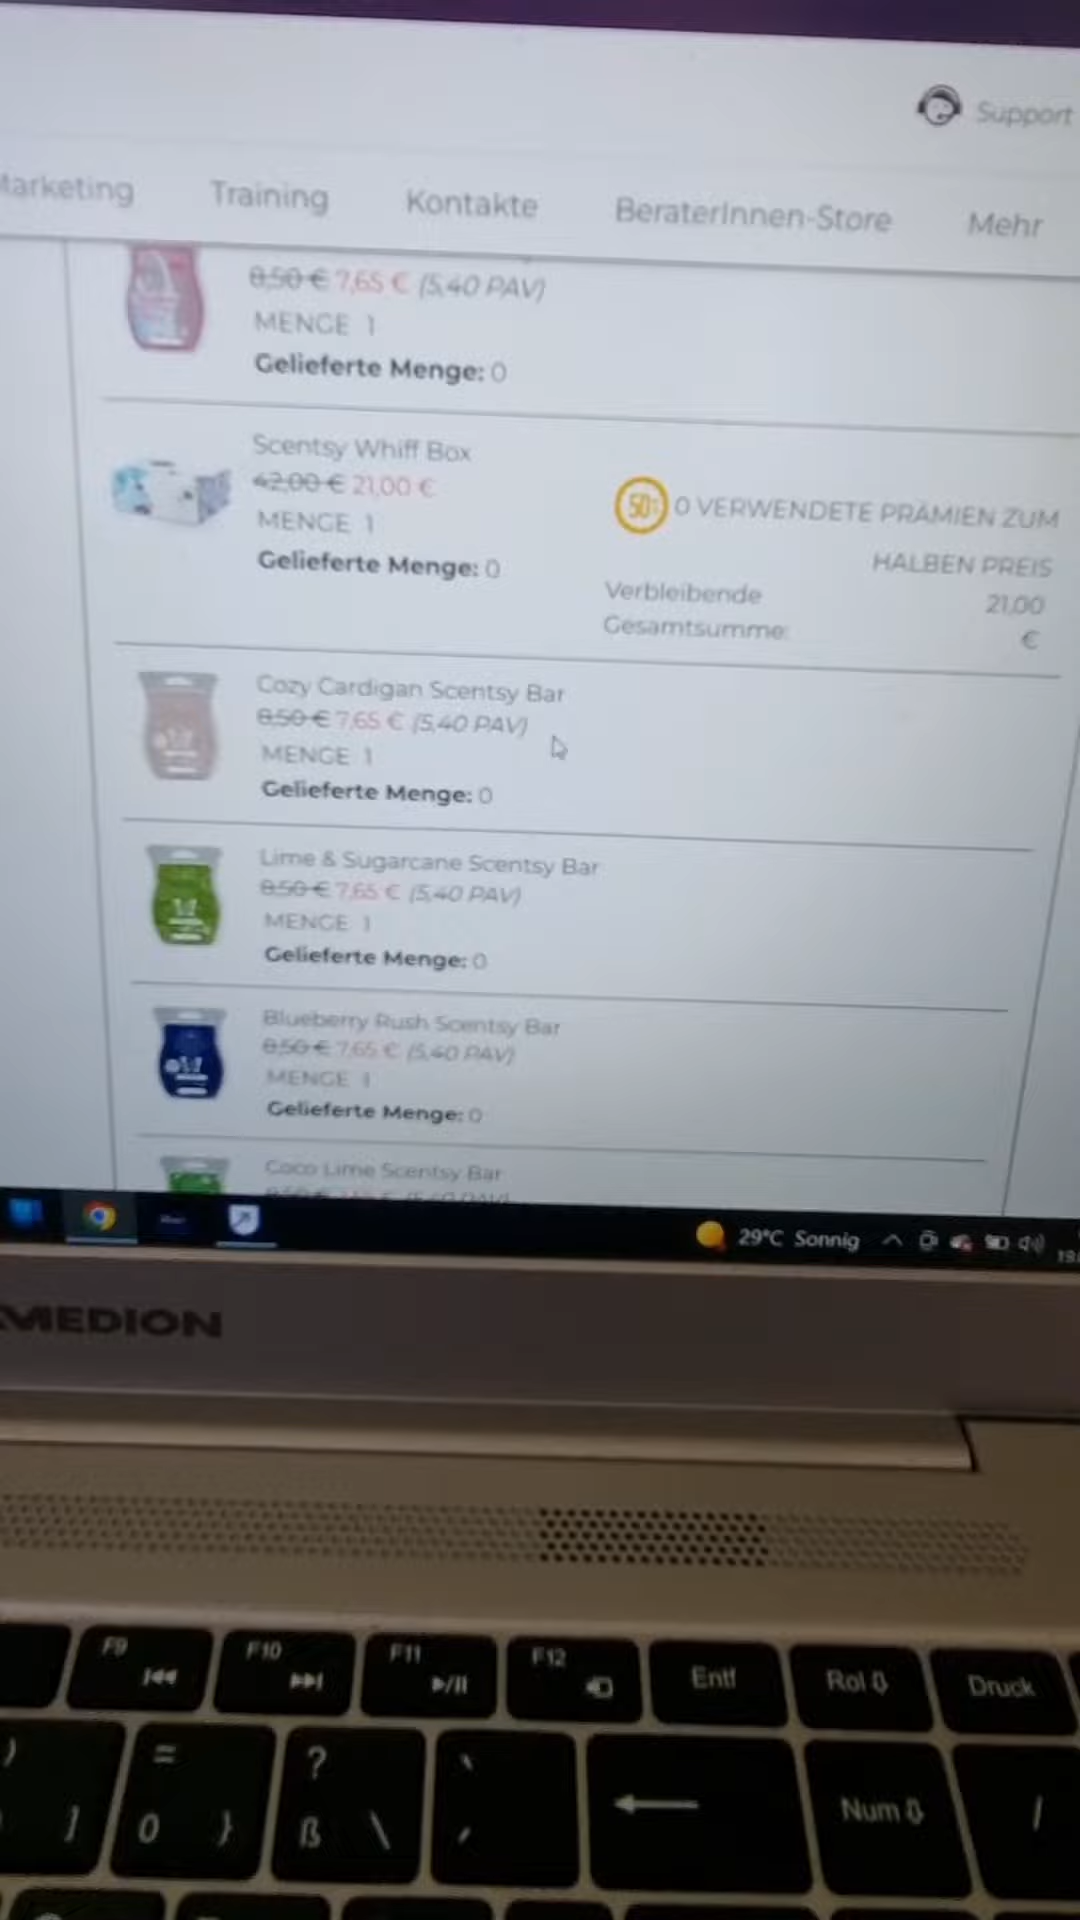 Support
Marketing Training Kontakte BeraterInnen-Store Mehr
8,50 € 7,65 € (5,40 PAV)
MENGE 1
Gelieferte Menge: 0
Scentsy Whiff Box
42,00 € 21,00 €
MENGE 1
Gelieferte Menge: 0
50% 0 VERWENDETE PRÄMIEN ZUM
HALBEN PREIS
Verbleibende
Gesamtsumme:
21,00
€
Cozy Cardigan Scentsy Bar
8,50 € 7,65 € (5,40 PAV)
MENGE 1
Gelieferte Menge: 0
Lime & Sugarcane Scentsy Bar
8,50 € 7,65 € (5,40 PAV)
MENGE 1
Gelieferte Menge: 0
Blueberry Rush Scentsy Bar
8,50 € 7,65 € (5,40 PAV)
MENGE 1
Gelieferte Menge: 0
Coco Lime Scentsy Bar
29°C Sonnig
MEDION
F9 F10 F11 F12 Entf Rol Druck
) = ? `
] 0 } ß \ ´ Num /